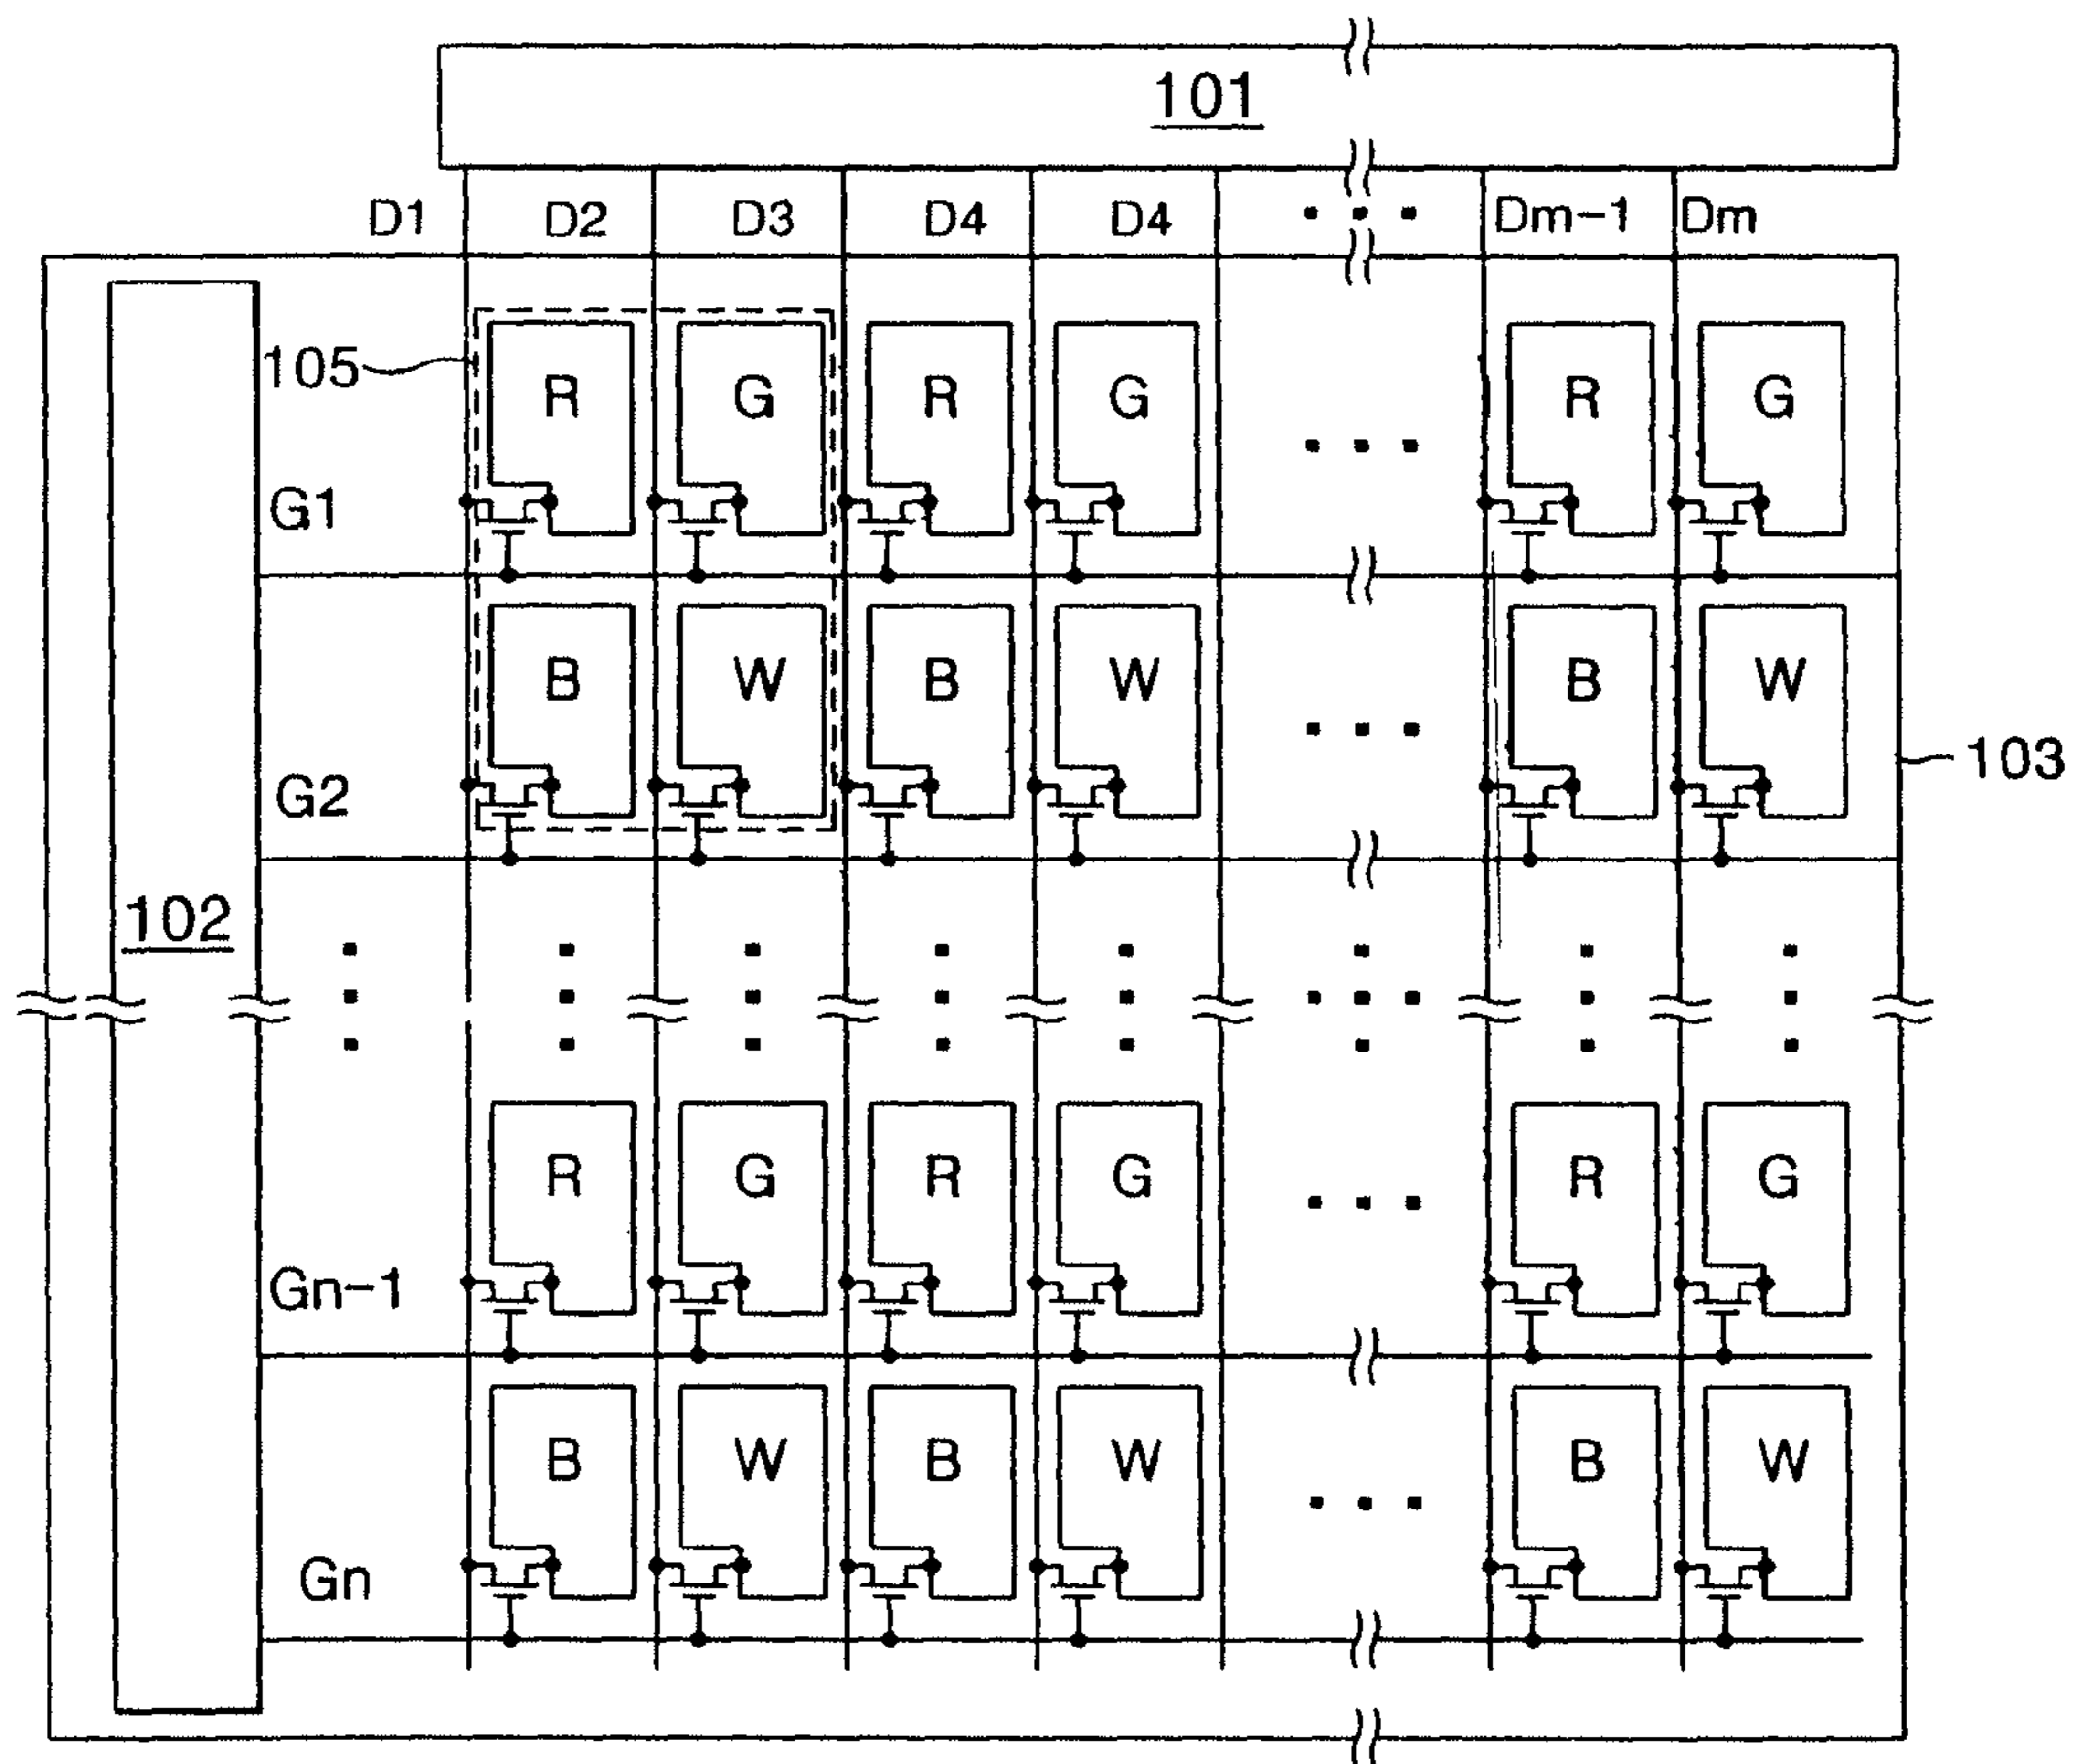 101
D1 D2 D3 D4 D4 Dm-1 Dm
105
R G R G R G
G1
B W B W B W
103
G2
102
R G R G R G
Gn-1
B W B W B W
Gn